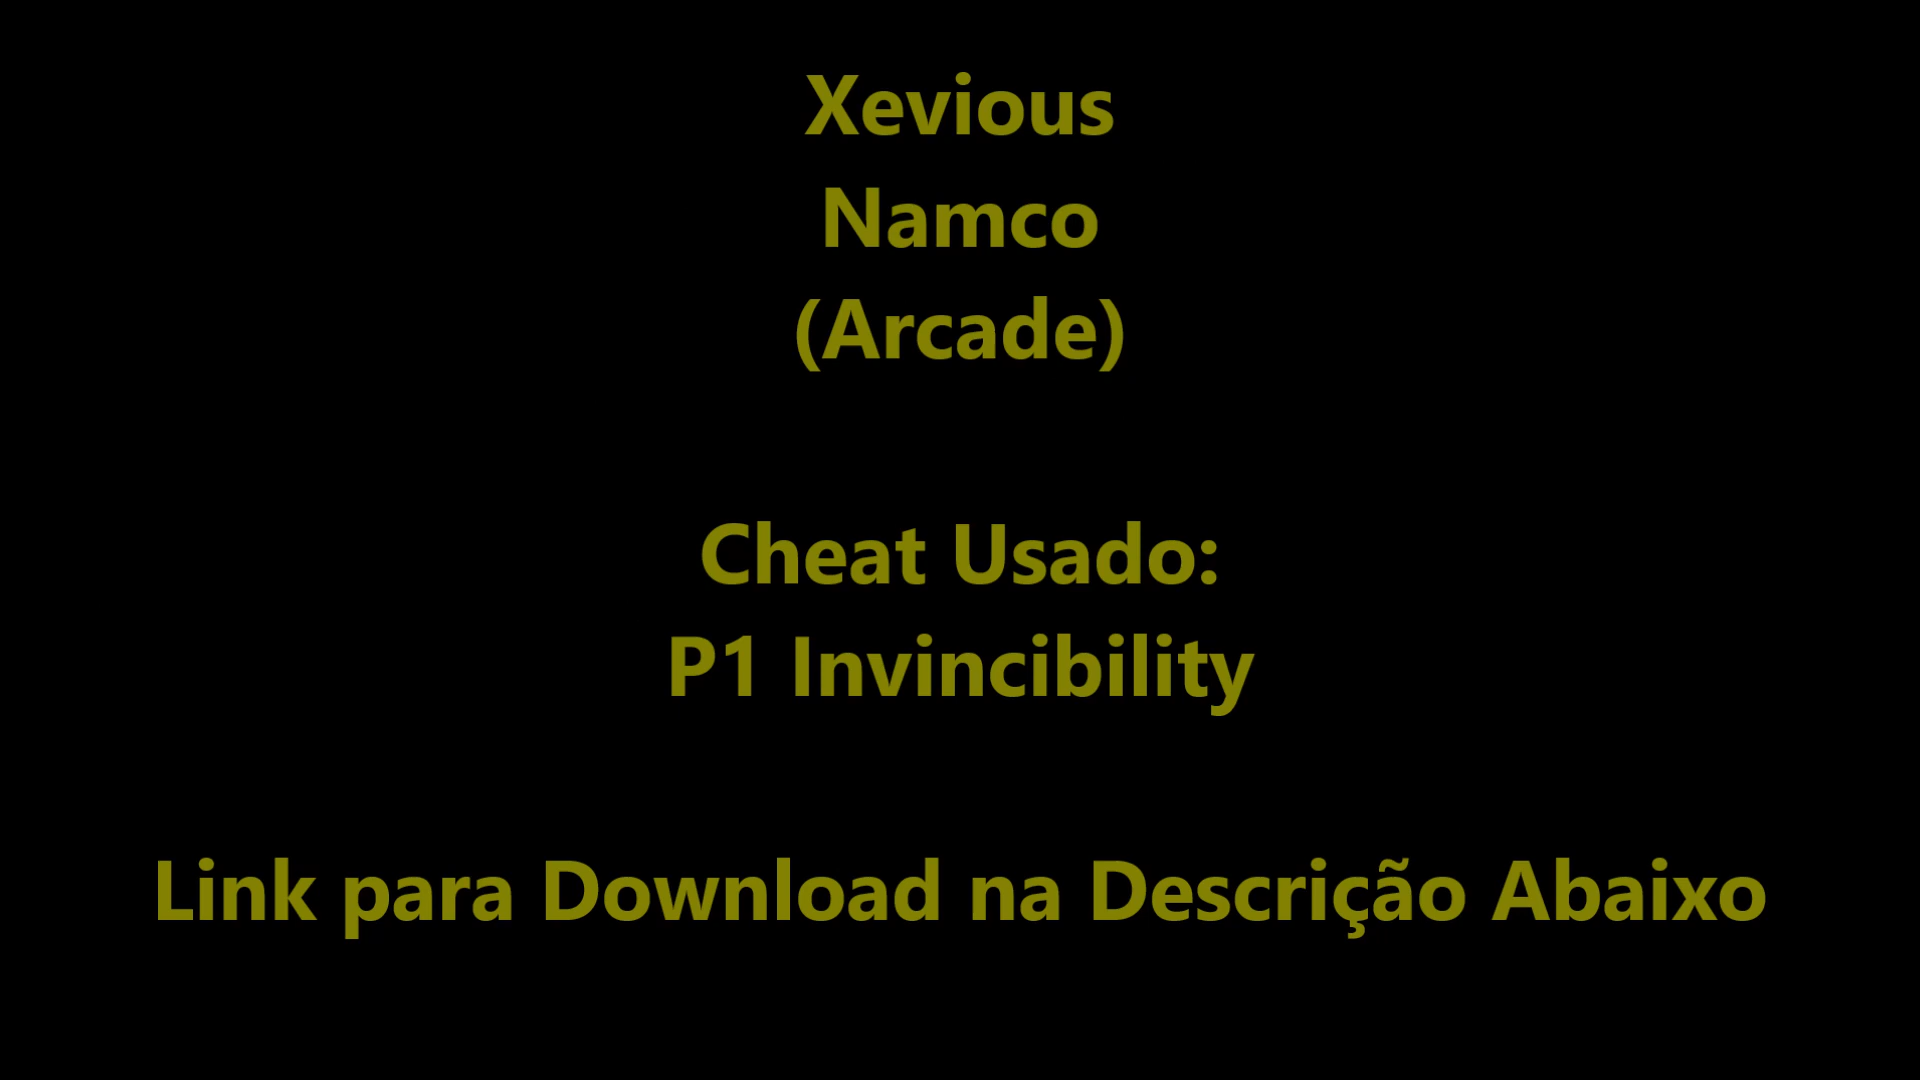 Xevious
Namco
(Arcade)
Cheat Usado:
P1 Invincibility
Link para Download na Descrição Abaixo